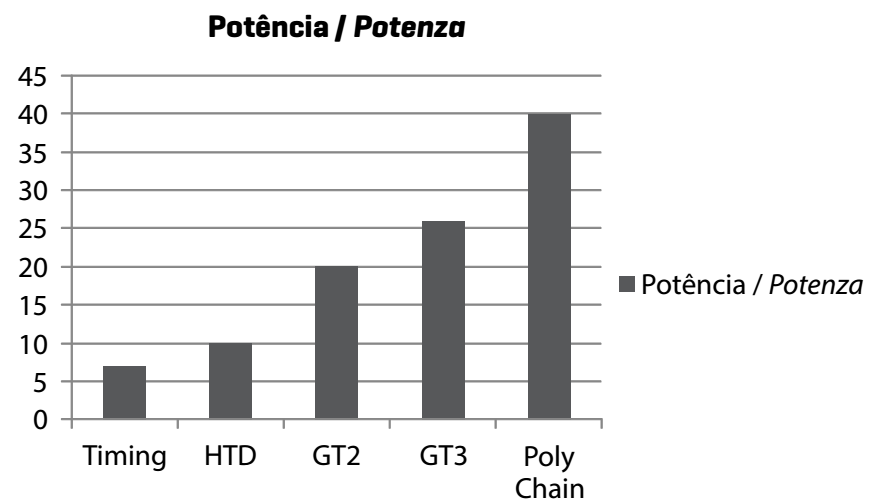 Potência / Potenza
45
40
35
30
25
20
15
10
5
0
Timing HTD GT2 GT3 Poly
Chain
Potência / Potenza